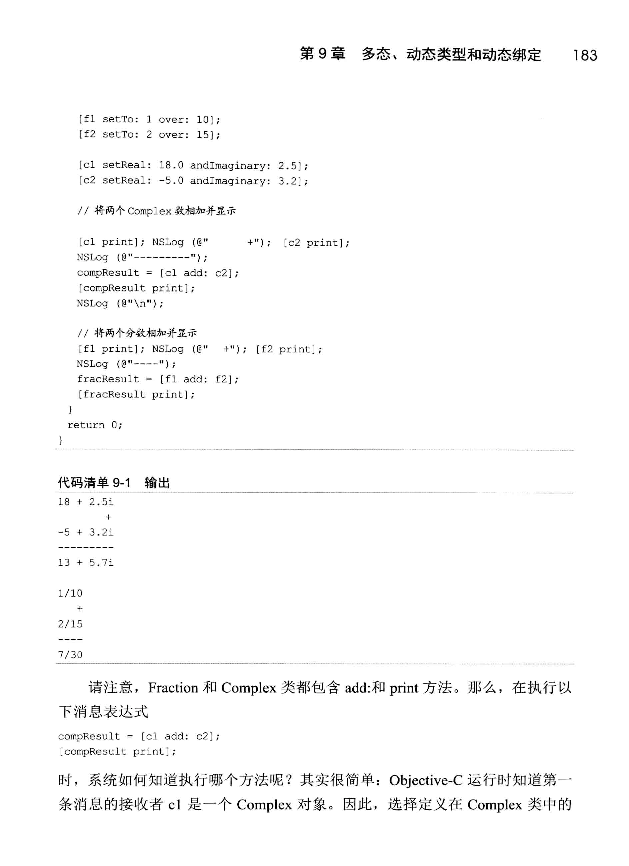 第 9 章 多态、动态类型和动态绑定 183
[f1 setTo: 1 over: 10];
[f2 setTo: 2 over: 15];
[c1 setReal: 18.0 andImaginary: 2.5];
[c2 setReal: -5.0 andImaginary: 3.2];
// 将两个 Complex 数相加并显示
[c1 print]; NSLog (@"      +"); [c2 print];
NSLog (@"---------");
compResult = [c1 add: c2];
[compResult print];
NSLog (@"\n");
// 将两个分数相加并显示
[f1 print]; NSLog (@"  +"); [f2 print];
NSLog (@"----");
fracResult = [f1 add: f2];
[fracResult print];
}
return 0;
}
代码清单 9-1 输出
18 + 2.5i
+
-5 + 3.2i
---------
13 + 5.7i
1/10
+
2/15
----
7/30
请注意，Fraction 和 Complex 类都包含 add:和 print 方法。那么，在执行以
下消息表达式
compResult = [c1 add: c2];
[compResult print];
时，系统如何知道执行哪个方法呢？其实很简单：Objective-C 运行时知道第一
条消息的接收者 c1 是一个 Complex 对象。因此，选择定义在 Complex 类中的